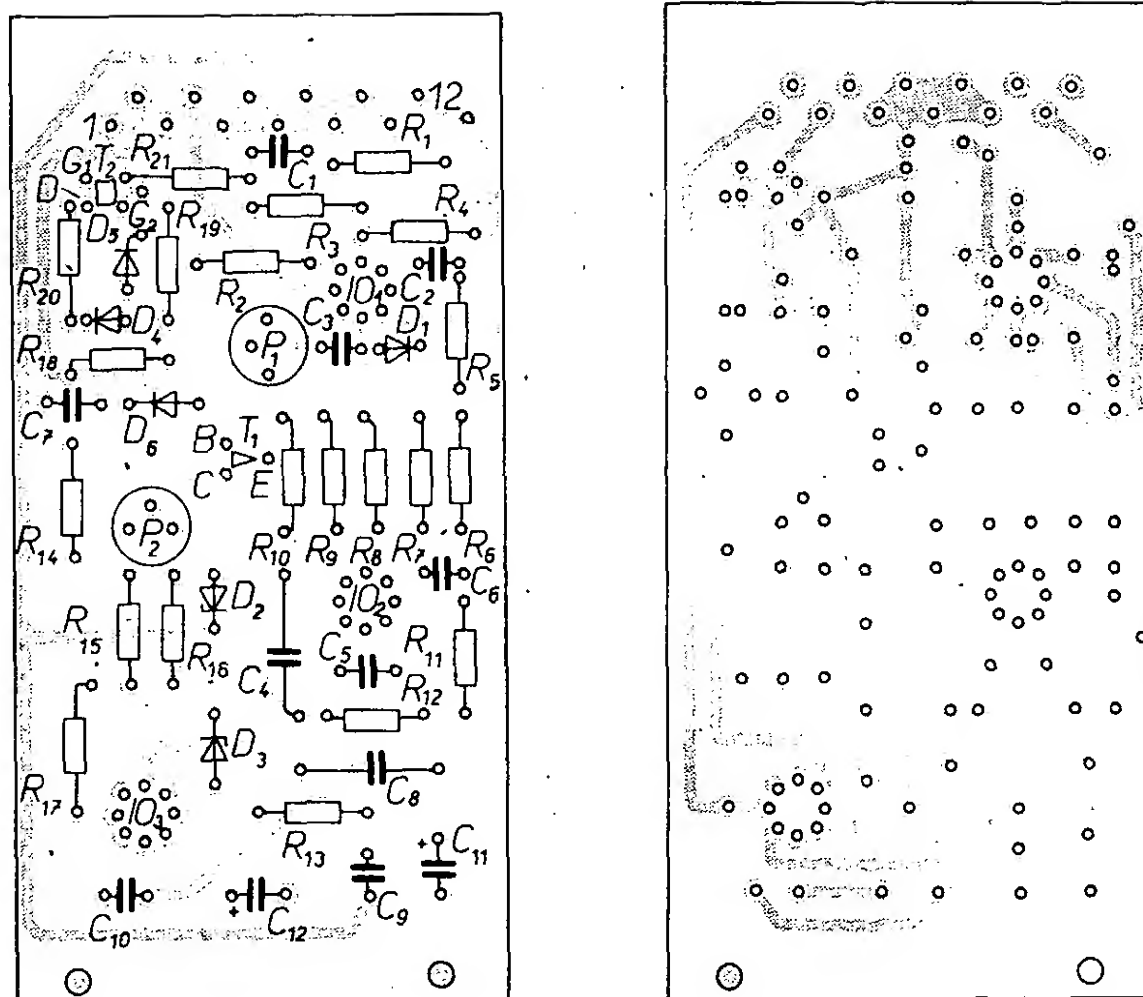 12
1
R1
G1 T2 R21
C1
D
D5 G2 R19
R3 R4
R20
R2
IO1 C2
C3
D4
D1
P1
R18
R5
C7
D6
B T1
C E
R14
P2
R10 R9 R8 R7 R6
D2
IO2
C6
R15
R16
C5 R11
C4
R12
D3
R17
IO3
C8
R13
+ C11
C10
+ C12
C9